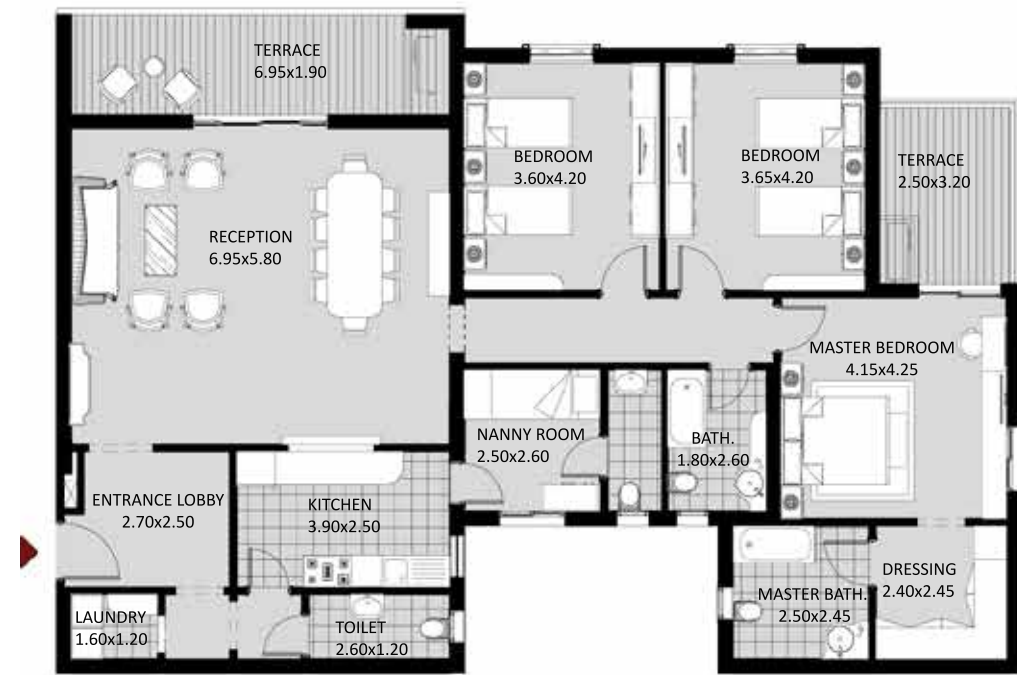 TERRACE
6.95x1.90
BEDROOM
3.60x4.20
BEDROOM
3.65x4.20
TERRACE
2.50x3.20
RECEPTION
6.95x5.80
MASTER BEDROOM
4.15x4.25
NANNY ROOM
2.50x2.60
BATH.
1.80x2.60
ENTRANCE LOBBY
2.70x2.50
KITCHEN
3.90x2.50
DRESSING
2.40x2.45
MASTER BATH.
2.50x2.45
LAUNDRY
1.60x1.20
TOILET
2.60x1.20